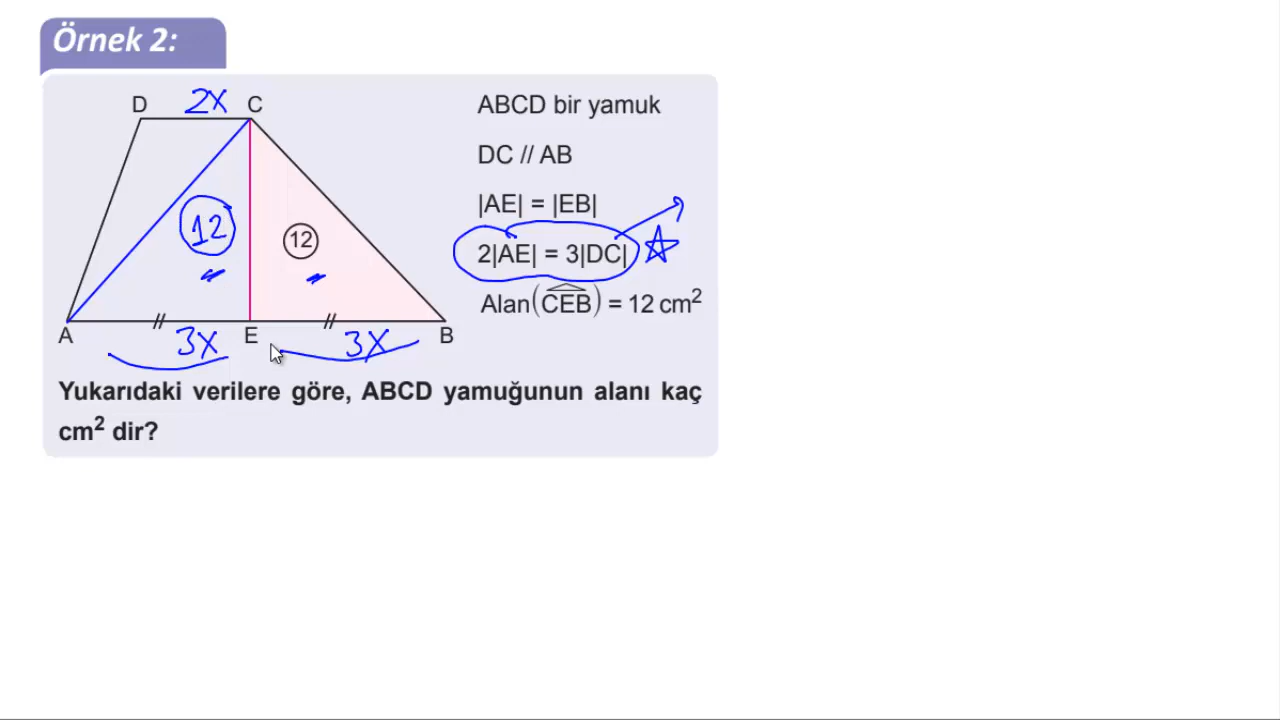 Örnek 2:
D 2x C
ABCD bir yamuk
DC // AB
|AE| = |EB|
12 12
2|AE| = 3|DC|
Alan(CEB) = 12 cm²
A 3x E 3x B
Yukarıdaki verilere göre, ABCD yamuğunun alanı kaç
cm² dir?